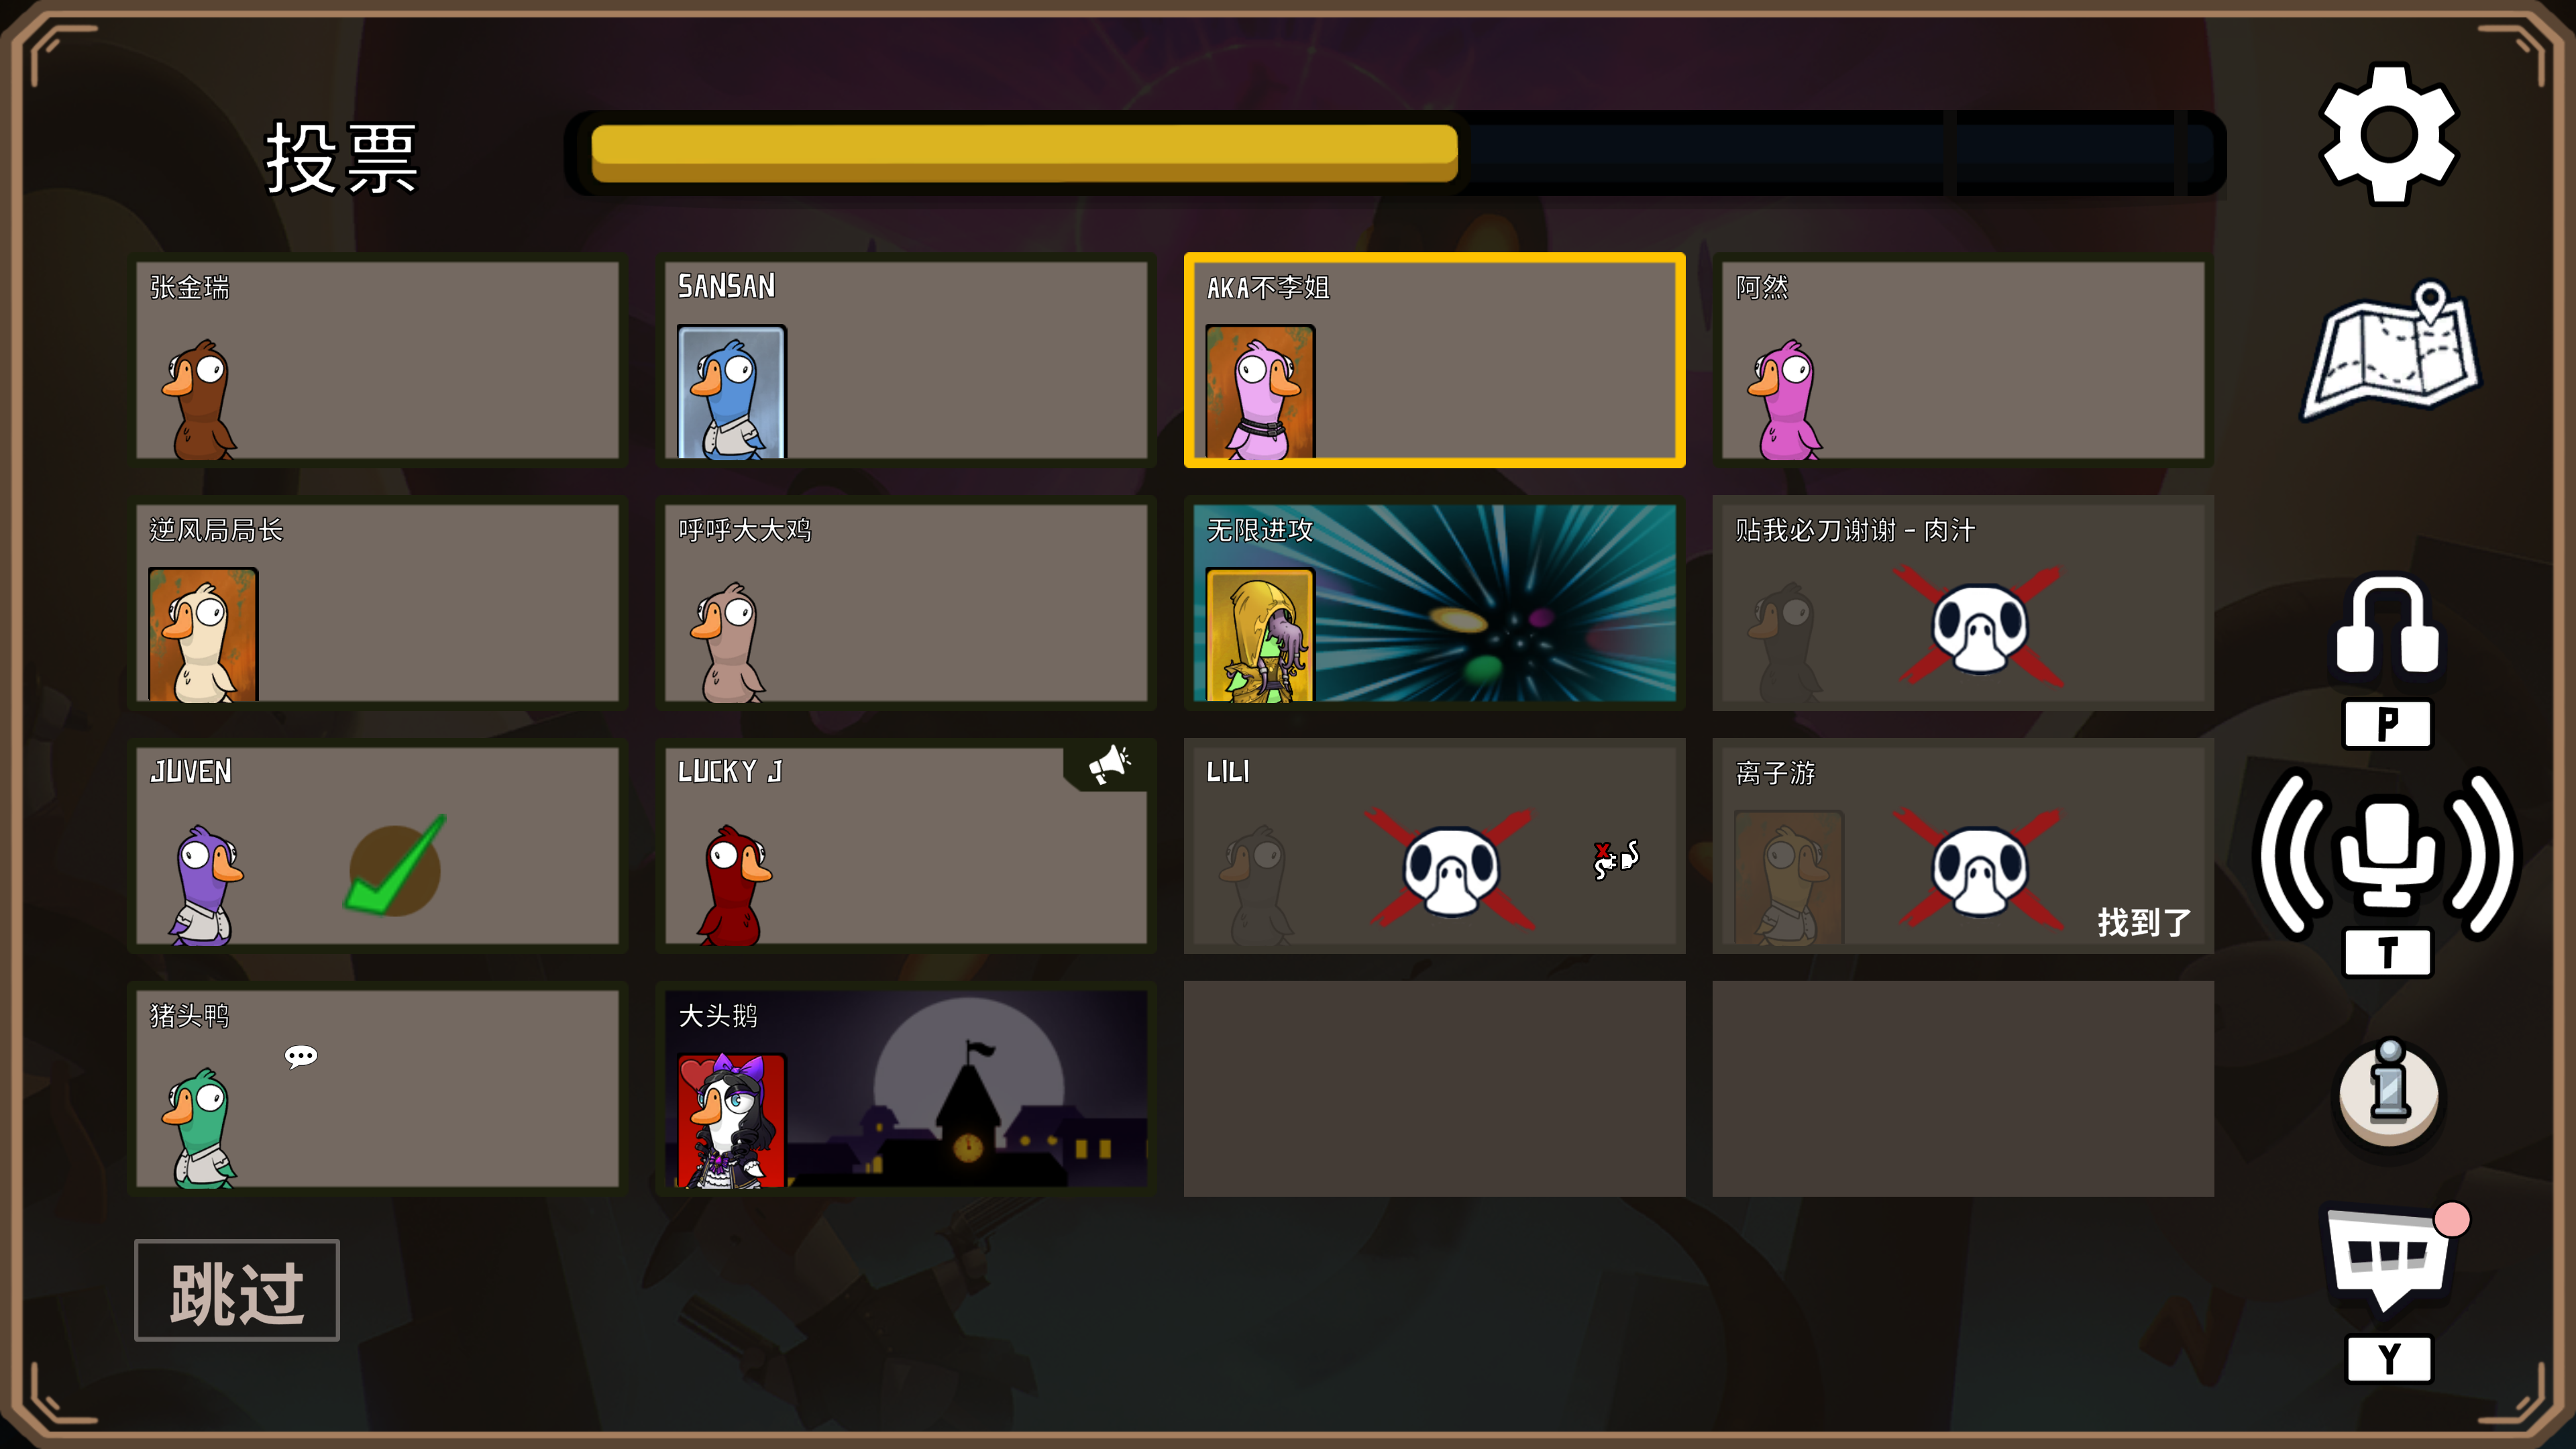 投票
张金瑞
SANSAN
AKA不李姐
阿然
逆风局局长
呼呼大大鸡
无限进攻
贴我必刀谢谢 - 肉汁
P
JUVEN
LUCKY J
LILI
离子游
找到了
T
猪头鸭
大头鹅
跳过
Y